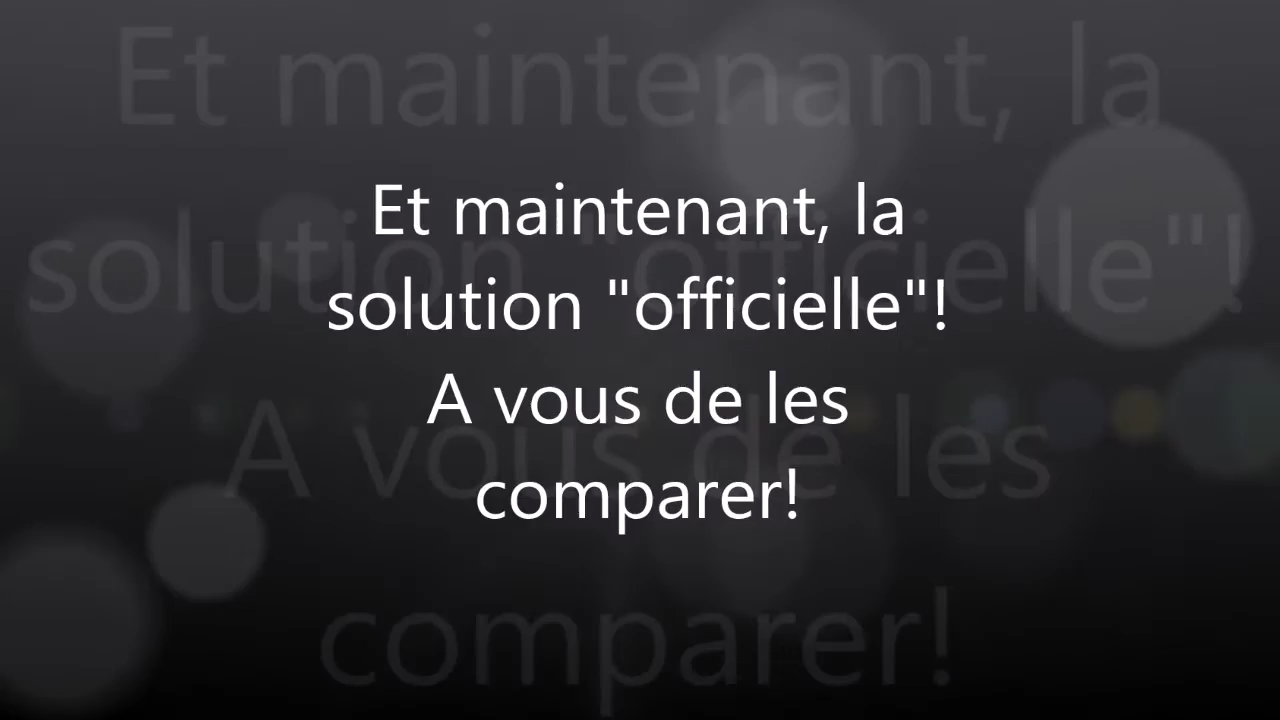 Et maintenant, la
solution "officielle"!
A vous de les
comparer!